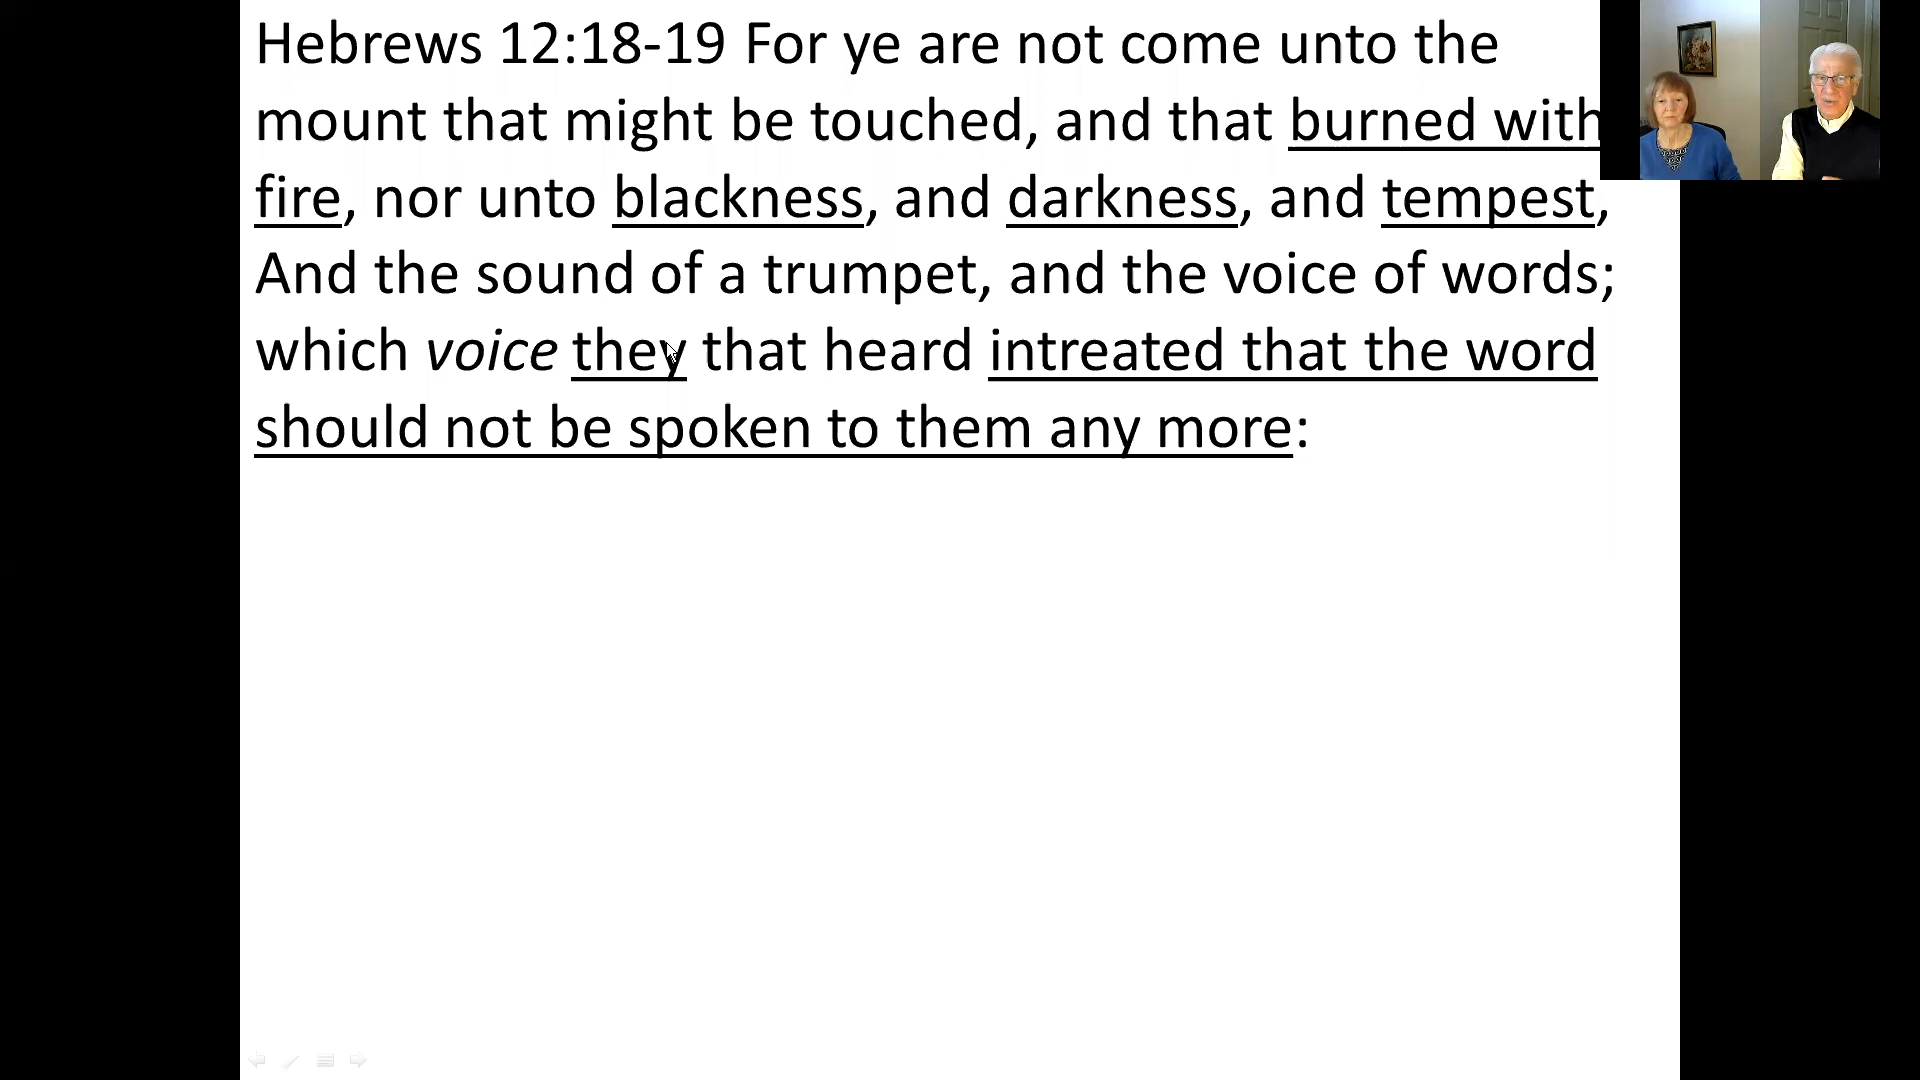 Hebrews 12:18-19 For ye are not come unto the
mount that might be touched, and that burned with
fire, nor unto blackness, and darkness, and tempest,
And the sound of a trumpet, and the voice of words;
which voice they that heard intreated that the word
should not be spoken to them any more: